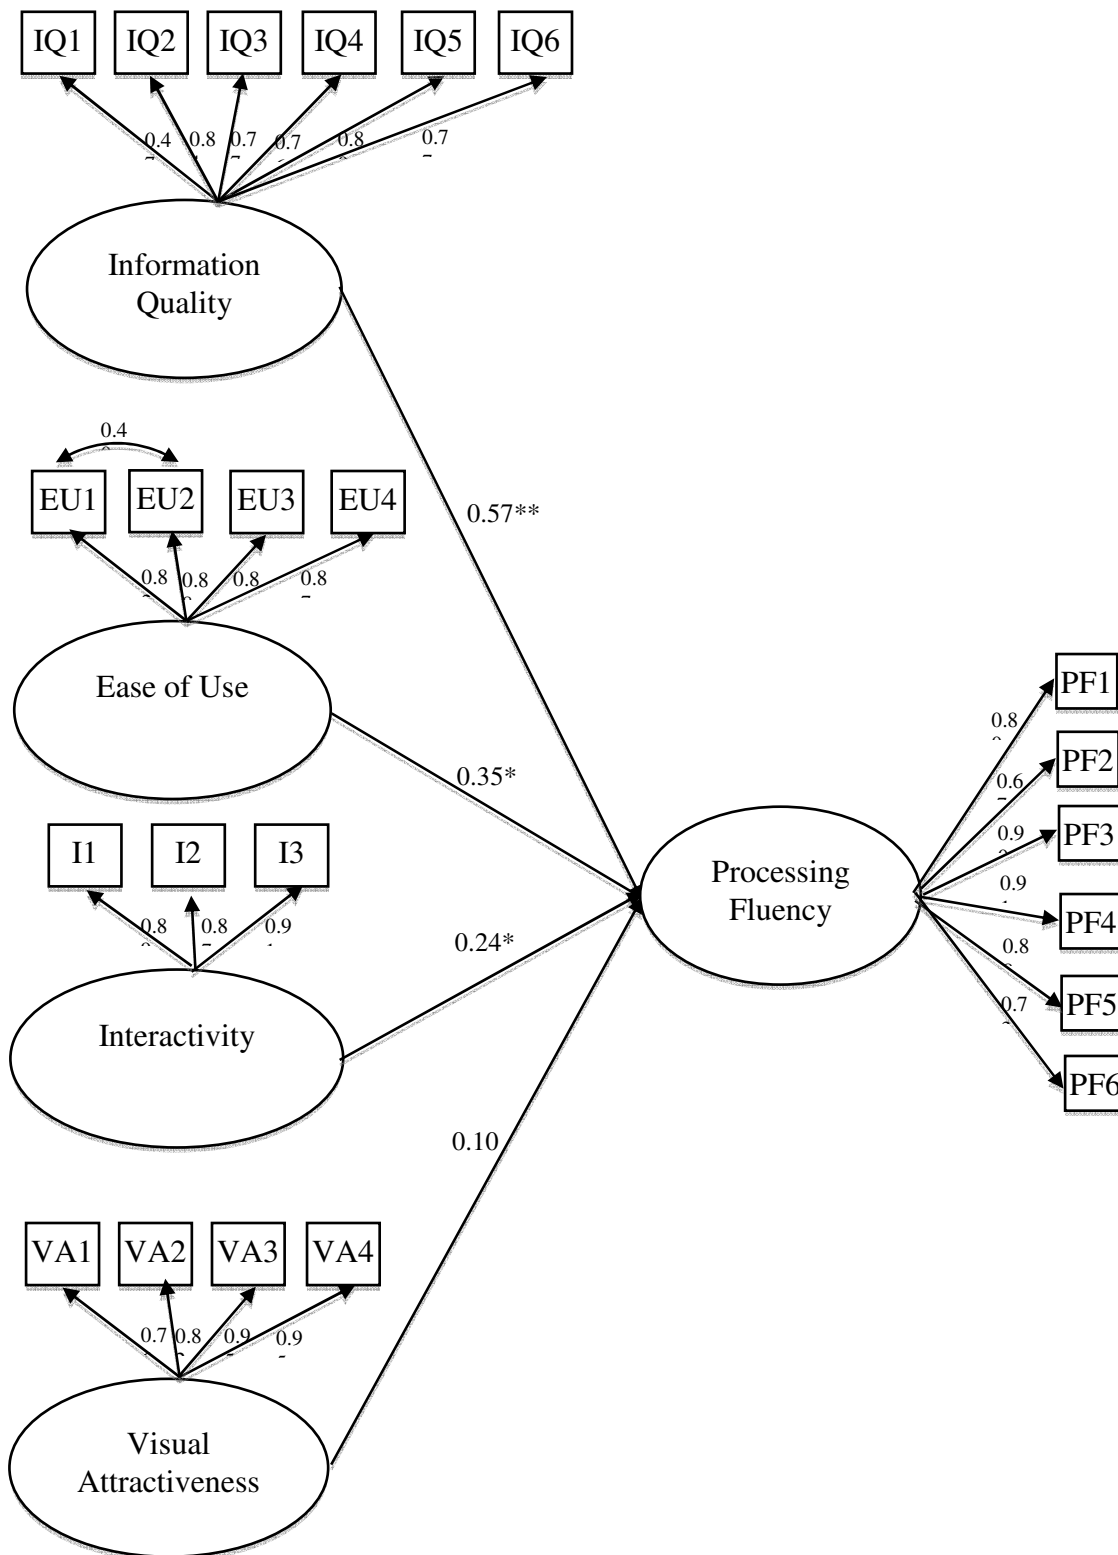 IQ1 IQ2 IQ3 IQ4 IQ5 IQ6
0.4 0.8 0.7 0.7 0.8 0.7
Information
Quality
0.4
EU1 EU2 EU3 EU4
0.57**
0.8 0.8 0.8 0.8
Ease of Use
PF1
0.8
PF2
0.35*
0.6
I1 I2 I3
PF3
0.9
Processing
Fluency
0.9
PF4
0.8 0.8 0.9
0.24*
0.8
PF5
0.7
Interactivity
PF6
0.10
VA1 VA2 VA3 VA4
0.7 0.8 0.9 0.9
Visual
Attractiveness